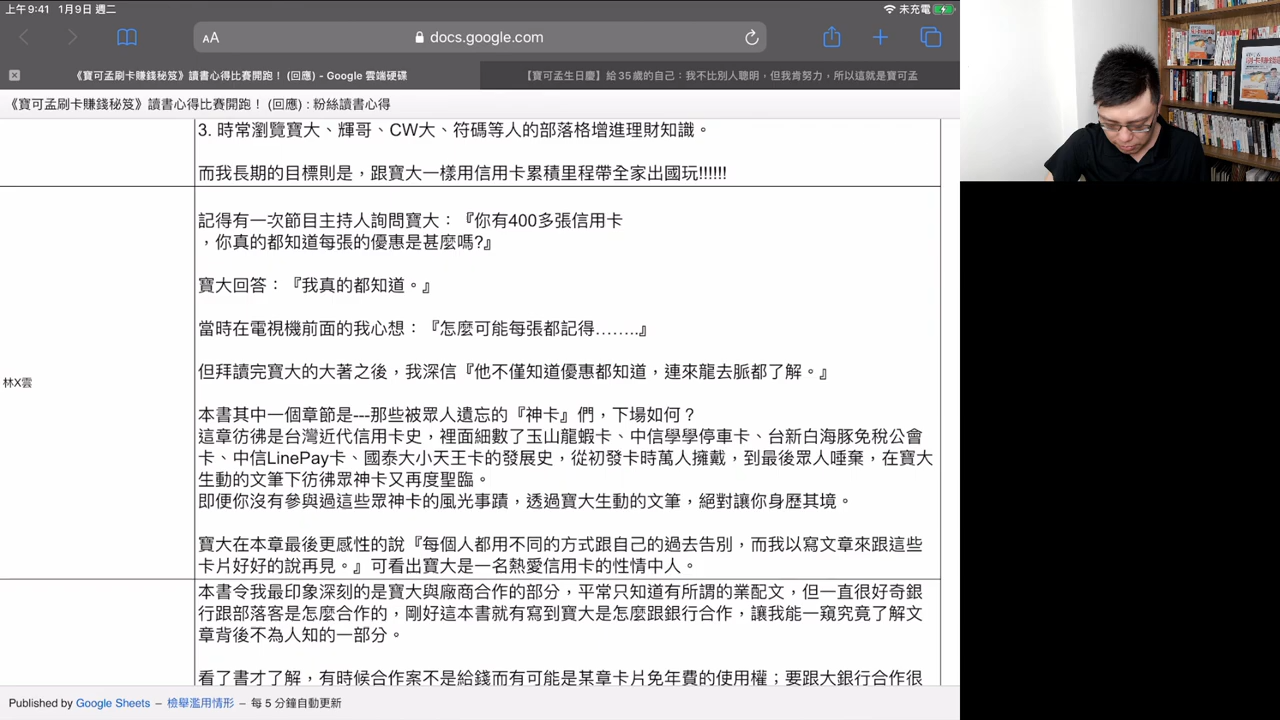 上午9:41 1月9日 週二
未充電
AA
docs.google.com
《寶可孟刷卡賺錢秘笈》讀書心得比賽開跑！ (回應) - Google 雲端硬碟
【寶可孟生日慶】給35歲的自己：我不比別人聰明，但我肯努力，所以這就是寶可孟
《寶可孟刷卡賺錢秘笈》讀書心得比賽開跑！ (回應) : 粉絲讀書心得
3. 時常瀏覽寶大、輝哥、CW大、符碼等人的部落格增進理財知識。
而我長期的目標則是，跟寶大一樣用信用卡累積里程帶全家出國玩!!!!!!
林X雲
記得有一次節目主持人詢問寶大：『你有400多張信用卡
，你真的都知道每張的優惠是甚麼嗎?』
寶大回答：『我真的都知道。』
當時在電視機前面的我心想：『怎麼可能每張都記得........』
但拜讀完寶大的大著之後，我深信『他不僅知道優惠都知道，連來龍去脈都了解。』
本書其中一個章節是---那些被眾人遺忘的『神卡』們，下場如何？
這章彷彿是台灣近代信用卡史，裡面細數了玉山龍蝦卡、中信學學停車卡、台新白海豚免稅公會
卡、中信LinePay卡、國泰大小天王卡的發展史，從初發卡時萬人擁戴，到最後眾人唾棄，在寶大
生動的文筆下彷彿眾神卡又再度聖臨。
即便你沒有參與過這些眾神卡的風光事蹟，透過寶大生動的文筆，絕對讓你身歷其境。
寶大在本章最後更感性的說『每個人都用不同的方式跟自己的過去告別，而我以寫文章來跟這些
卡片好好的說再見。』可看出寶大是一名熱愛信用卡的性情中人。
本書令我最印象深刻的是寶大與廠商合作的部分，平常只知道有所謂的業配文，但一直很好奇銀
行跟部落客是怎麼合作的，剛好這本書就有寫到寶大是怎麼跟銀行合作，讓我能一窺究竟了解文
章背後不為人知的一部分。
看了書才了解，有時候合作案不是給錢而有可能是某章卡片免年費的使用權；要跟大銀行合作很
Published by Google Sheets – 檢舉濫用情形 – 每 5 分鐘自動更新